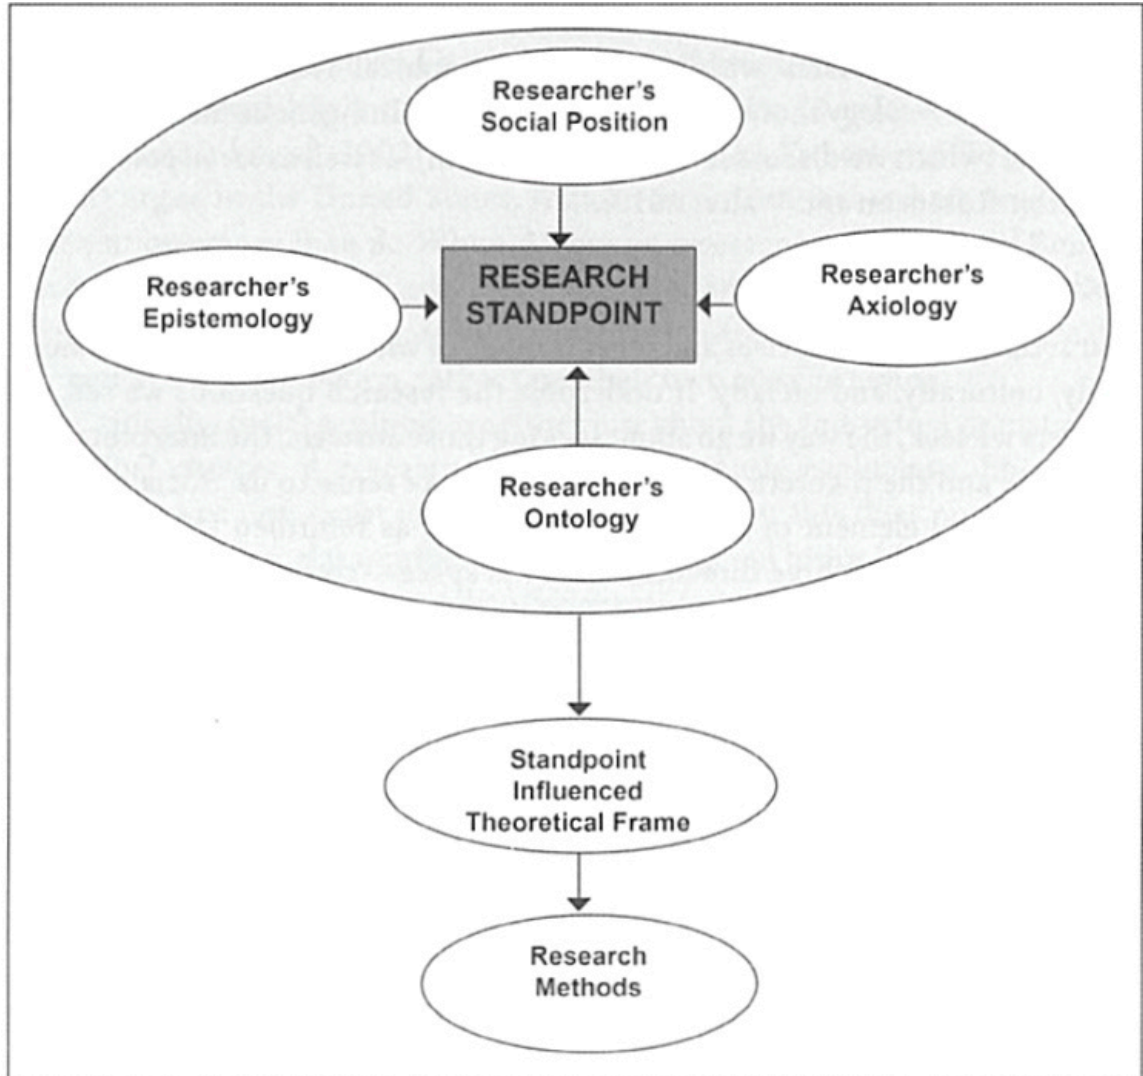 Researcher's
Social Position
Researcher's
Epistemology
RESEARCH
STANDPOINT
Researcher's
Axiology
Researcher's
Ontology
Standpoint
Influenced
Theoretical Frame
Research
Methods